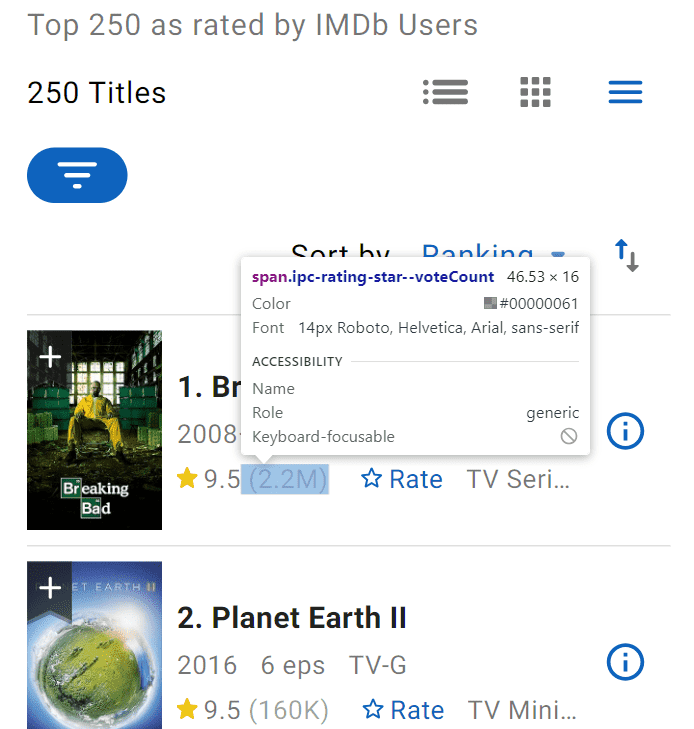 Top 250 as rated by IMDb Users
250 Titles
Sort by Ranking
span.ipc-rating-star--voteCount 46.53 × 16
Color #00000061
Font 14px Roboto, Helvetica, Arial, sans-serif
ACCESSIBILITY
Name
Role generic
Keyboard-focusable
1. Br
2008-
9.5 (2.2M) Rate TV Seri...
Breaking
Bad
ET EARTH II
2. Planet Earth II
2016 6 eps TV-G
9.5 (160K) Rate TV Mini...